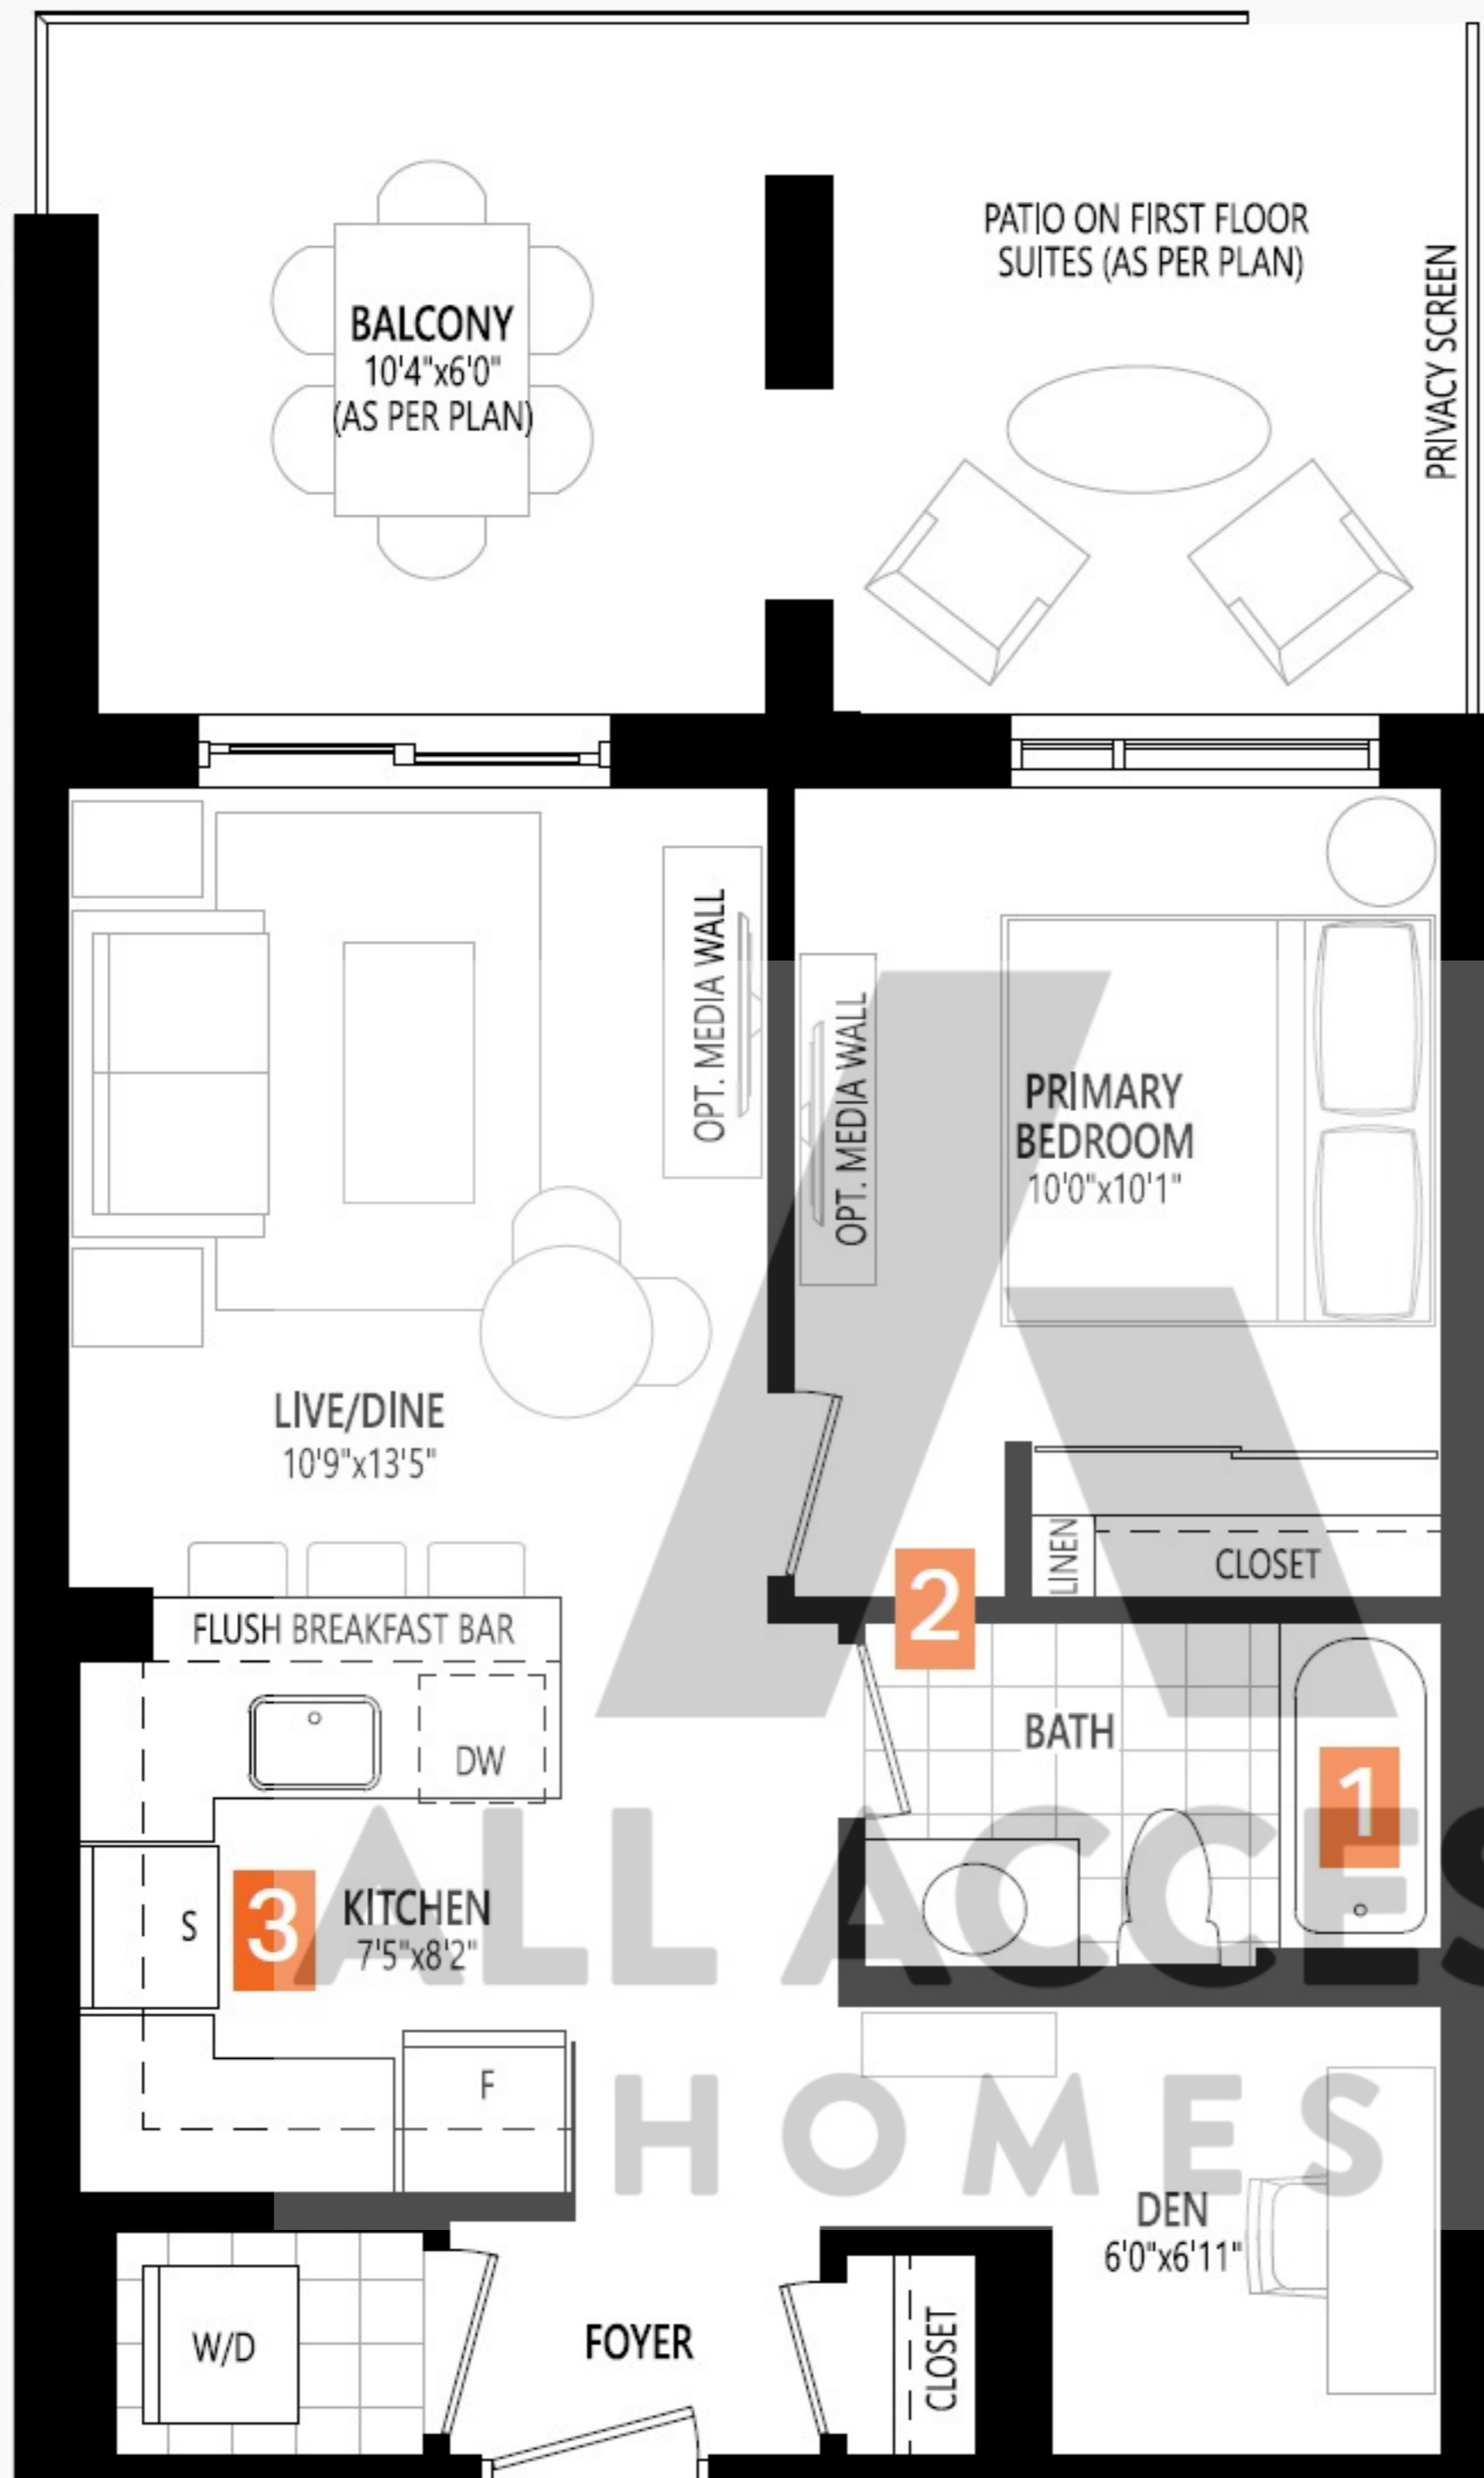 PATIO ON FIRST FLOOR
SUITES (AS PER PLAN)
PRIVACY SCREEN
BALCONY
10'4"x6'0"
(AS PER PLAN)
OPT. MEDIA WALL
OPT. MEDIA WALL
PRIMARY
BEDROOM
10'0"x10'1"
LIVE/DINE
10'9"x13'5"
LINEN
CLOSET
2
FLUSH BREAKFAST BAR
BATH
DW
1
ALL ACCES
S
3
KITCHEN
7'5"x8'2"
F
HOMES
DEN
6'0"x6'11"
W/D
FOYER
CLOSET